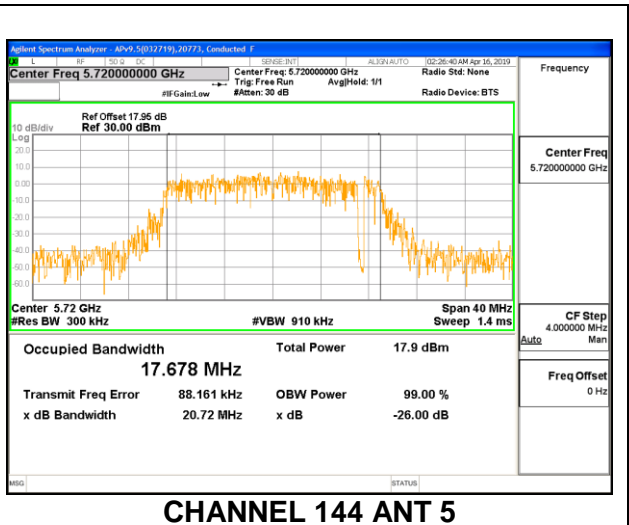 Agilent Spectrum Analyzer - APv9.5(032719),20773, Conducted F
L RF 50 Ω DC SENSE:INT ALIGNAUTO 02:26:40 AM Apr 16, 2019
Center Freq 5.720000000 GHz
Center Freq: 5.720000000 GHz
Radio Std: None
Trig: Free Run Avg|Hold: 1/1
#IFGain:Low #Atten: 30 dB Radio Device: BTS
Ref Offset 17.95 dB
10 dB/div Ref 30.00 dBm
Log
20.0
10.0
0.00
-10.0
-20.0
-30.0
-40.0
-50.0
-60.0
Center 5.72 GHz Span 40 MHz
#Res BW 300 kHz #VBW 910 kHz Sweep 1.4 ms
Occupied Bandwidth Total Power 17.9 dBm
17.678 MHz
Transmit Freq Error 88.161 kHz OBW Power 99.00 %
x dB Bandwidth 20.72 MHz x dB -26.00 dB
MSG STATUS
Frequency
Center Freq
5.720000000 GHz
CF Step
4.000000 MHz
Auto Man
Freq Offset
0 Hz
CHANNEL 144 ANT 5